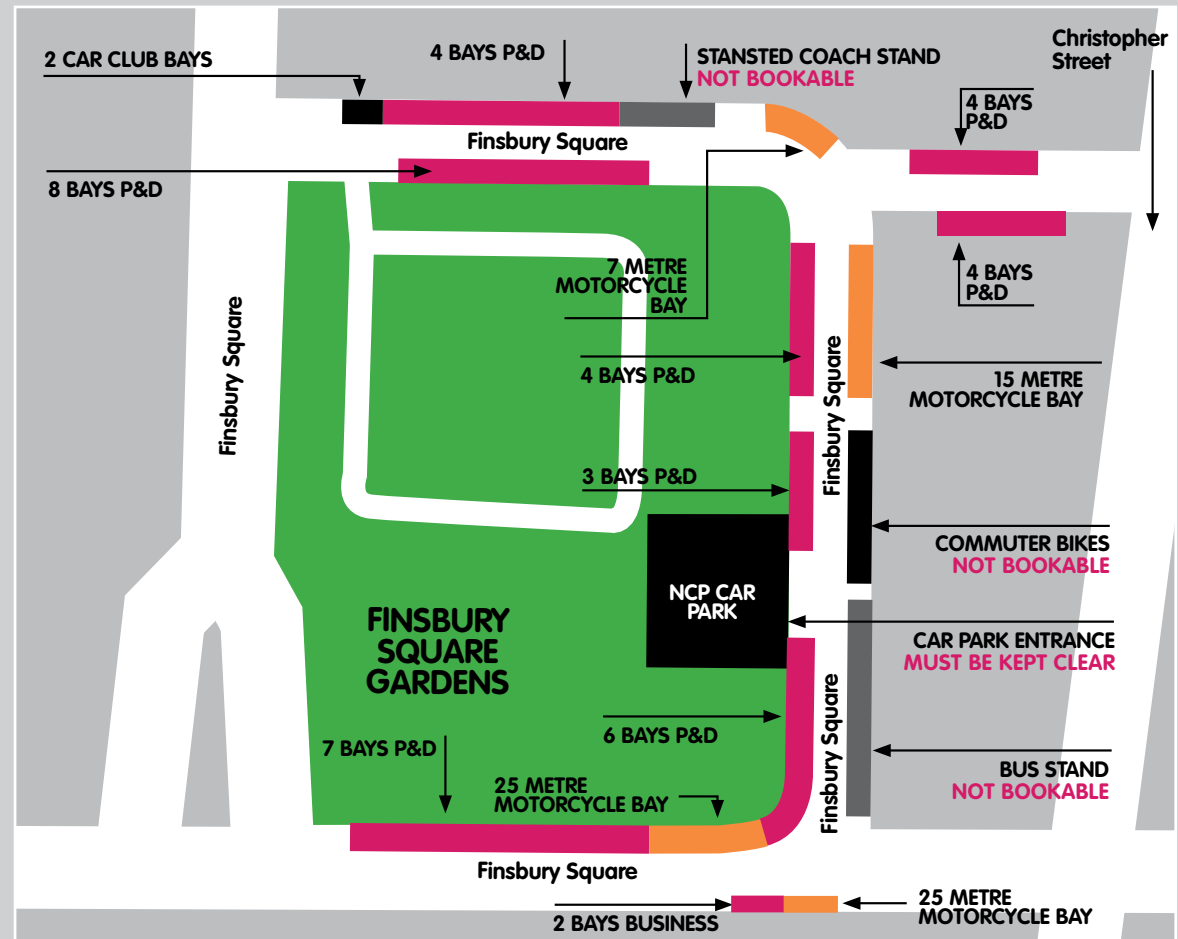 2 CAR CLUB BAYS
4 BAYS P&D
STANSTED COACH STAND
NOT BOOKABLE
Christopher
Street
4 BAYS
P&D
Finsbury Square
8 BAYS P&D
7 METRE
MOTORCYCLE
BAY
4 BAYS
P&D
Finsbury Square
4 BAYS P&D
Finsbury Square
15 METRE
MOTORCYCLE BAY
3 BAYS P&D
COMMUTER BIKES
NOT BOOKABLE
NCP CAR
PARK
FINSBURY
SQUARE
GARDENS
CAR PARK ENTRANCE
MUST BE KEPT CLEAR
6 BAYS P&D
Finsbury Square
7 BAYS P&D
25 METRE
MOTORCYCLE BAY
BUS STAND
NOT BOOKABLE
Finsbury Square
2 BAYS BUSINESS
25 METRE
MOTORCYCLE BAY